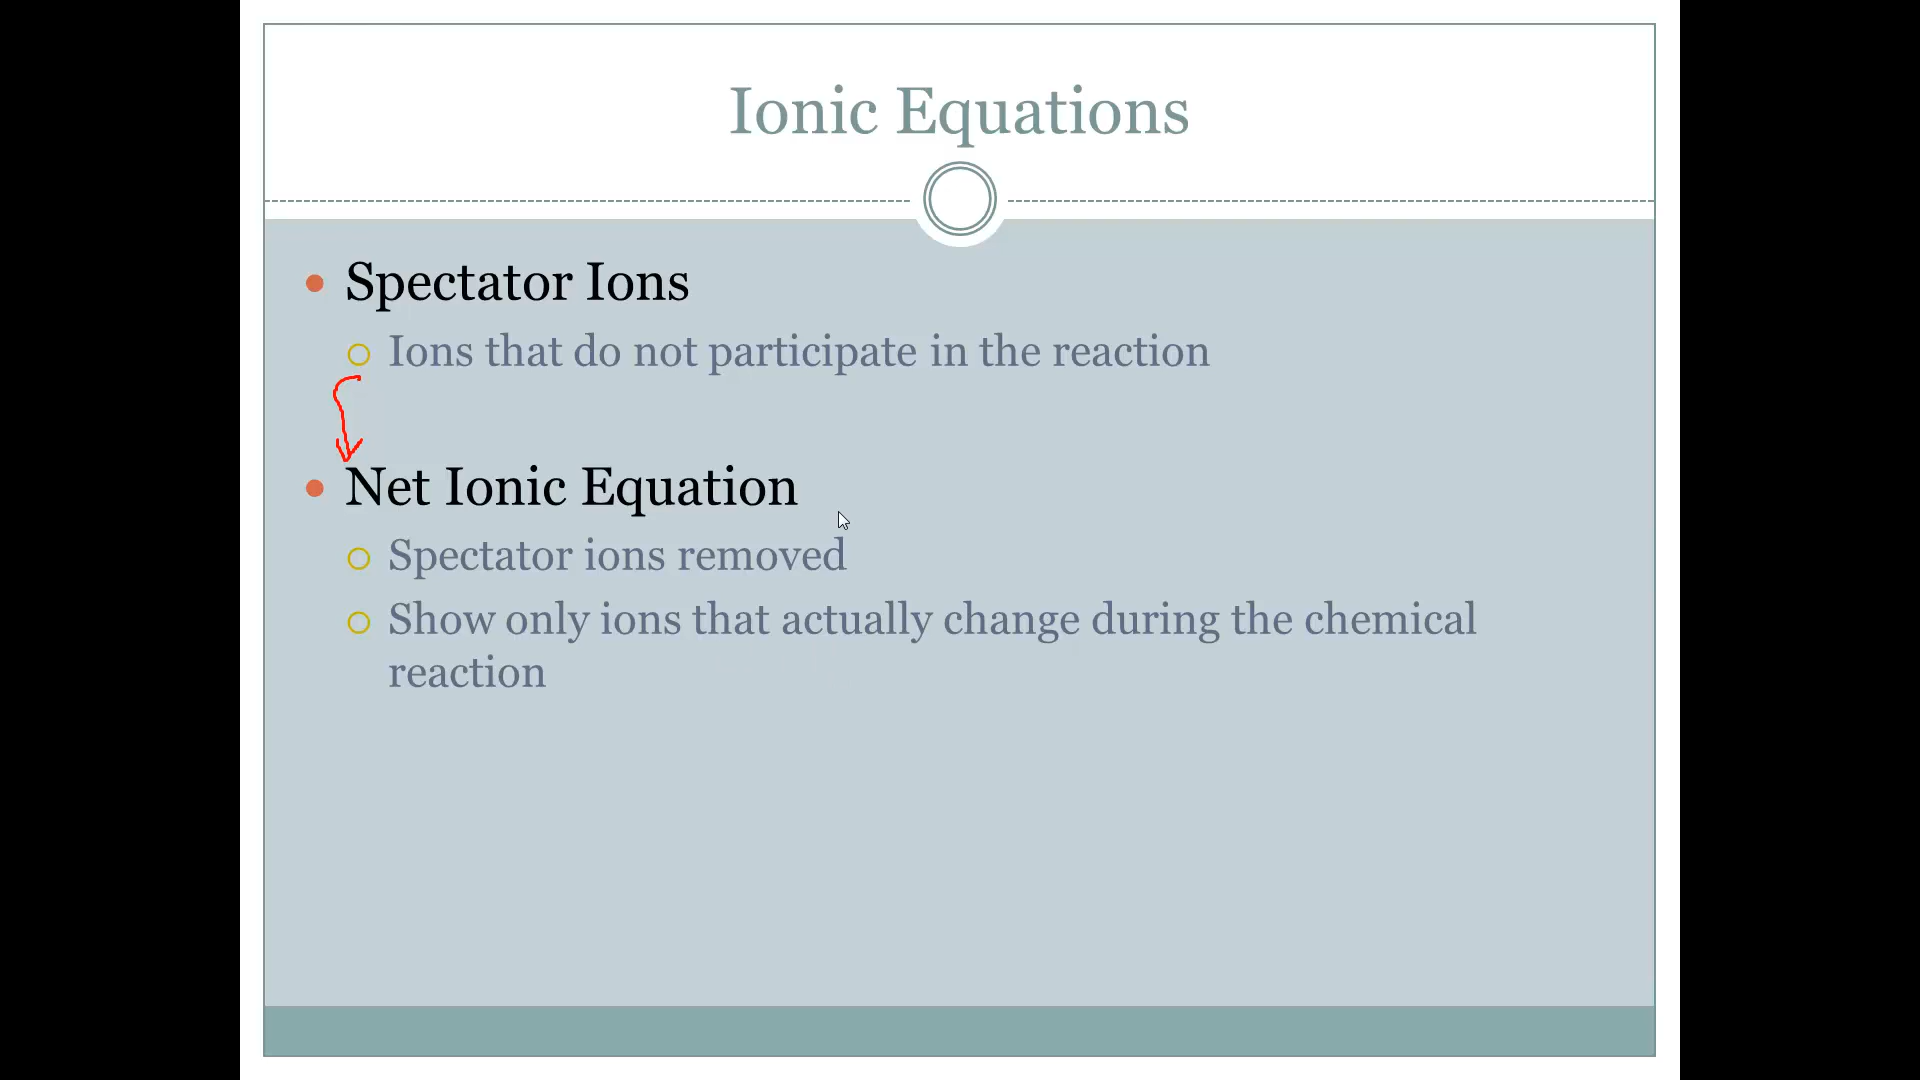 Ionic Equations
Spectator Ions
Ions that do not participate in the reaction
Net Ionic Equation
Spectator ions removed
Show only ions that actually change during the chemical
reaction